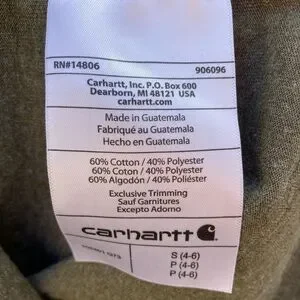 RN#14806 906096
Carhartt, Inc. P.O. Box 600
Dearborn, MI 48121 USA
carhartt.com
Made in Guatemala
Fabriqué au Guatemala
Hecho en Guatemala
60% Cotton / 40% Polyester
60% Coton / 40% Polyester
60% Algodón / 40% Poliéster
Exclusive Trimming
Sauf Garnitures
Excepto Adorno
carhartt
S (4-6)
P (4-6)
P (4-6)